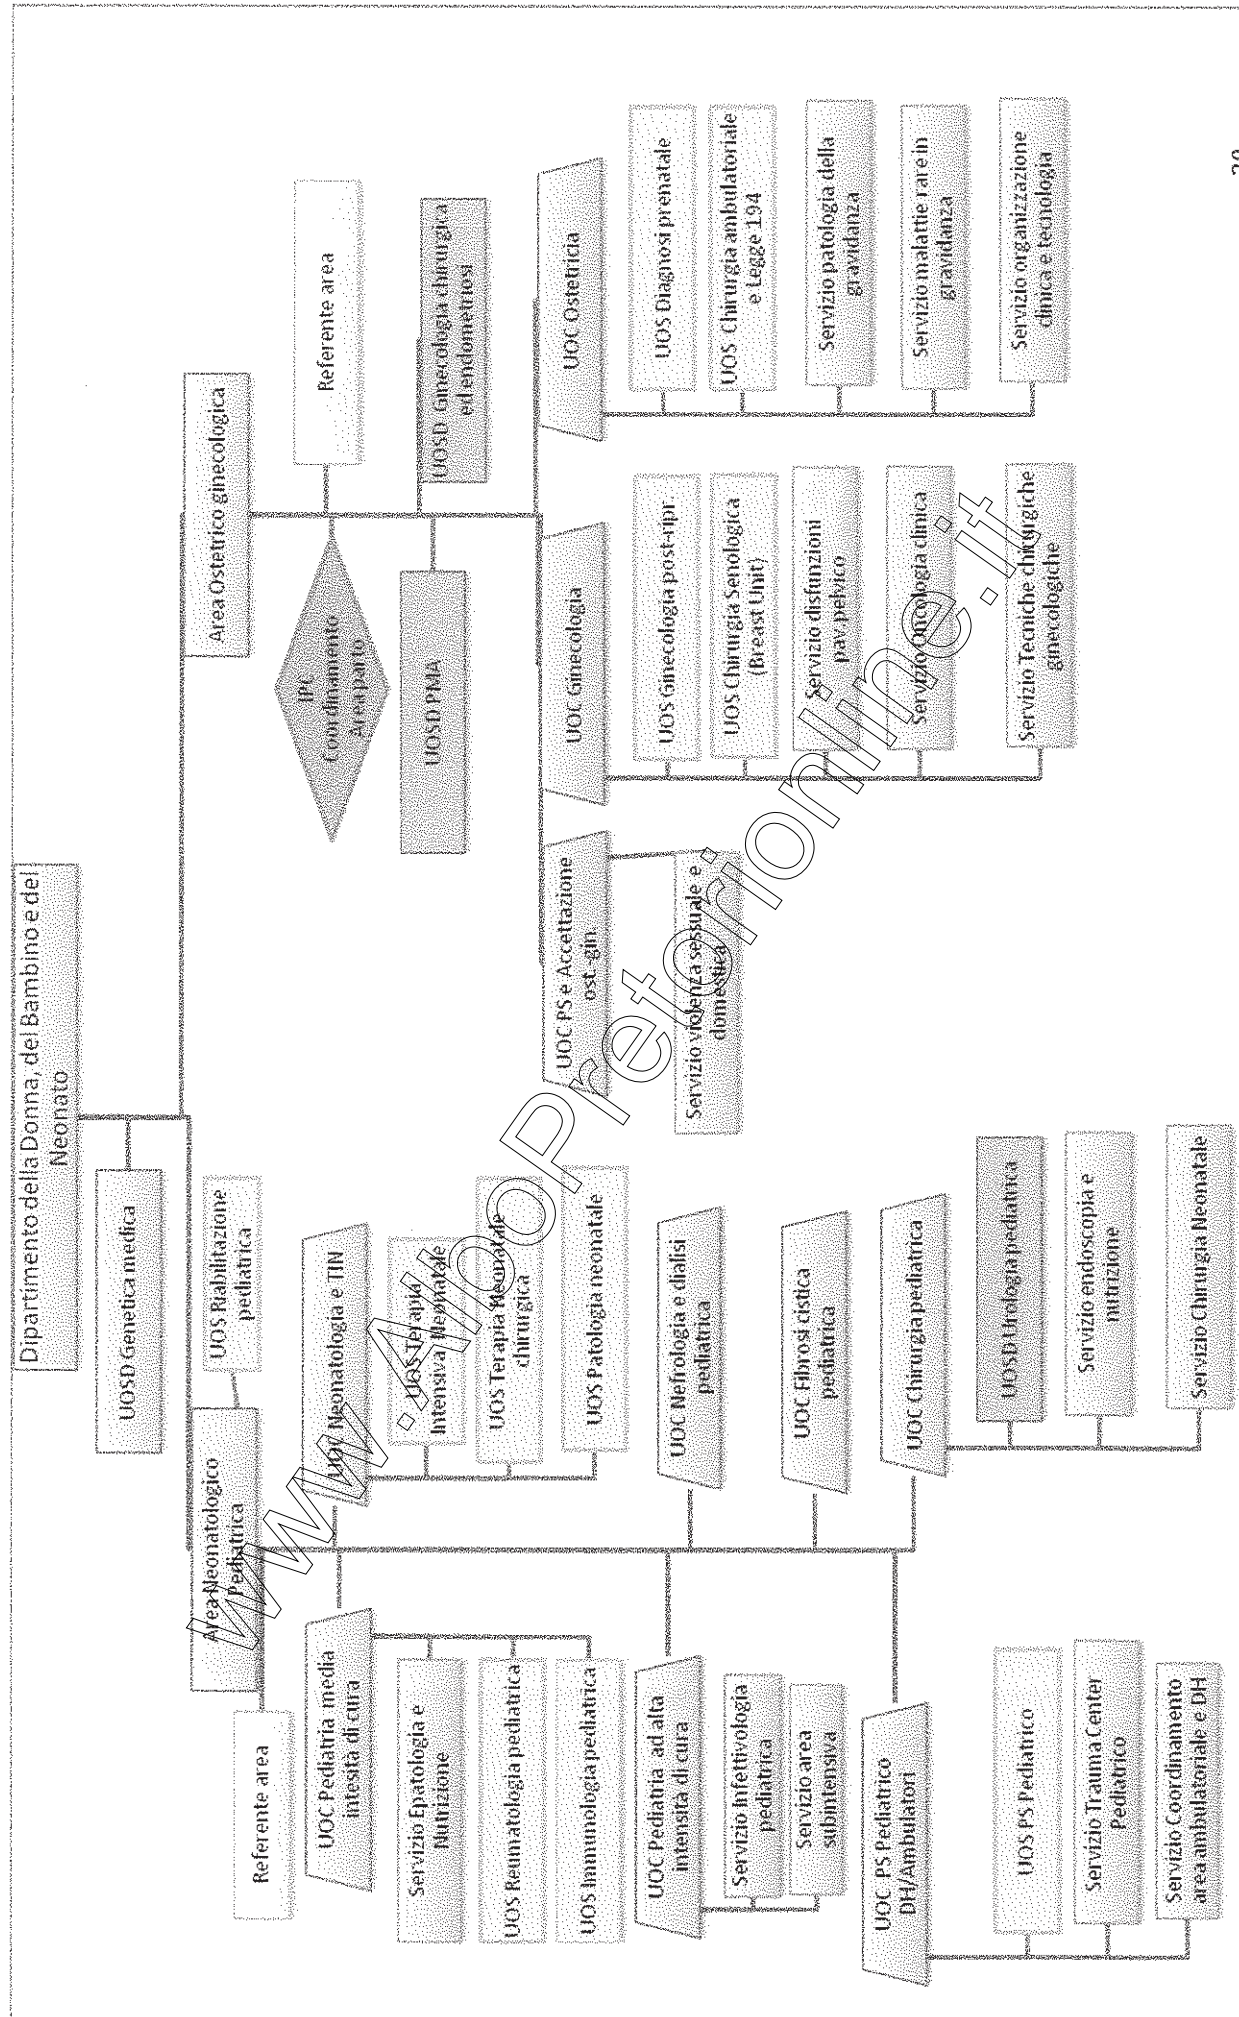 Dipartimento della Donna, del Bambino e del
Neonato
UOSD Genetica medica
Area Neonatologico
Pediatrica
UOS Riabilitazione
pediatrica
Referente area
UOC Pediatria media
intesità di cura
Servizio Epatologia e
Nutrizione
UOS Reumatologia pediatrica
UOS Immunologia pediatrica
UOC Pediatria ad alta
intensità di cura
Servizio Infettivologia
pediatrica
Servizio area
subintensiva
UOC PS Pediatrico
DH/Ambulatori
UOS PS Pediatrico
Servizio Trauma Center
Pediatrico
Servizio Coordinamento
area ambulatoriale e DH
UOC Neonatologia e TIN
UOS Terapia
Intensiva Neonatale
UOS Terapia Neonatale
chirurgica
UOS Patologia neonatale
UOC Nefrologia e dialisi
pediatrica
UOC Fibrosi cistica
pediatrica
UOC Chirurgia pediatrica
UOSD Urologia pediatrica
Servizio endoscopia e
nutrizione
Servizio Chirurgia Neonatale
Area Ostetrico ginecologica
Referente area
IPC
Coordinamento
Area parto
UOSD PMA
UOSD Ginecologia chirurgica
ed endometriosi
UOC PS e Accettazione
ost.-gin
Servizio violenza sessuale e
domestica
UOC Ginecologia
UOS Ginecologia post-ripr.
UOS Chirurgia Senologica
(Breast Unit)
Servizio disfunzioni
pav pelvico
Servizio Oncologia clinica
Servizio Tecniche chirurgiche
ginecologiche
UOC Ostetricia
UOS Diagnosi prenatale
UOS Chirurgia ambulatoriale
e Legge 194
Servizio patologia della
gravidanza
Servizio malattie rare in
gravidanza
Servizio organizzazione
clinica e tecnologia
www.AlboPretorionline.it